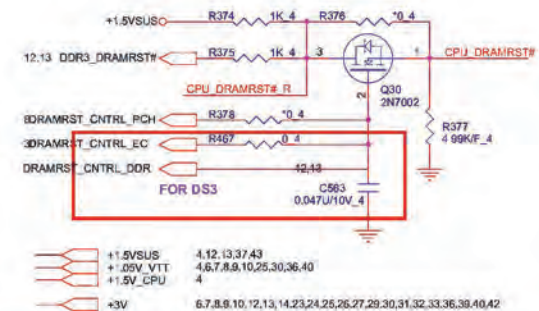 +1.5VSUS R374 1K_4 R376 *0_4
12,13 DDR3_DRAMRST# R375 1K_4 3 1 CPU_DRAMRST#
CPU_DRAMRST#_R
Q30
2N7002
2
8DRAMRST_CNTRL_PCH R378 *0_4
R377
4.99K/F_4
3DRAMRST_CNTRL_EC R467 0_4
DRAMRST_CNTRL_DDR 12,13
FOR DS3
C563
0.047U/10V_4
+1.5VSUS 4,12,13,37,43
+1.05V_VTT 4,6,7,8,9,10,25,30,36,40
+1.5V_CPU 4
+3V 6,7,8,9,10,12,13,14,23,24,25,26,27,29,30,31,32,33,36,39,40,42